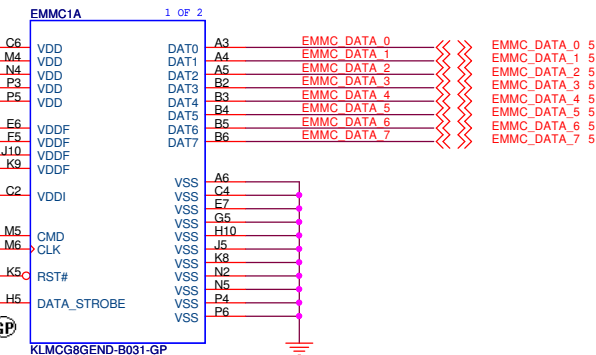 EMMC1A 1 OF 2
C6 VDD DAT0 A3 EMMC_DATA_0 EMMC_DATA_0 5
M4 VDD DAT1 A4 EMMC_DATA_1 EMMC_DATA_1 5
N4 VDD DAT2 A5 EMMC_DATA_2 EMMC_DATA_2 5
P3 VDD DAT3 B2 EMMC_DATA_3 EMMC_DATA_3 5
P5 VDD DAT4 B3 EMMC_DATA_4 EMMC_DATA_4 5
DAT5 B4 EMMC_DATA_5 EMMC_DATA_5 5
E6 VDDF DAT6 B5 EMMC_DATA_6 EMMC_DATA_6 5
F5 VDDF DAT7 B6 EMMC_DATA_7 EMMC_DATA_7 5
J10 VDDF
K9 VDDF
VSS A6
C2 VDDI VSS C4
VSS E7
VSS G5
M5 CMD VSS H10
M6 CLK VSS J5
VSS K8
K5 RST# VSS N2
VSS N5
H5 DATA_STROBE VSS P4
VSS P6
GP
KLMCG8GEND-B031-GP